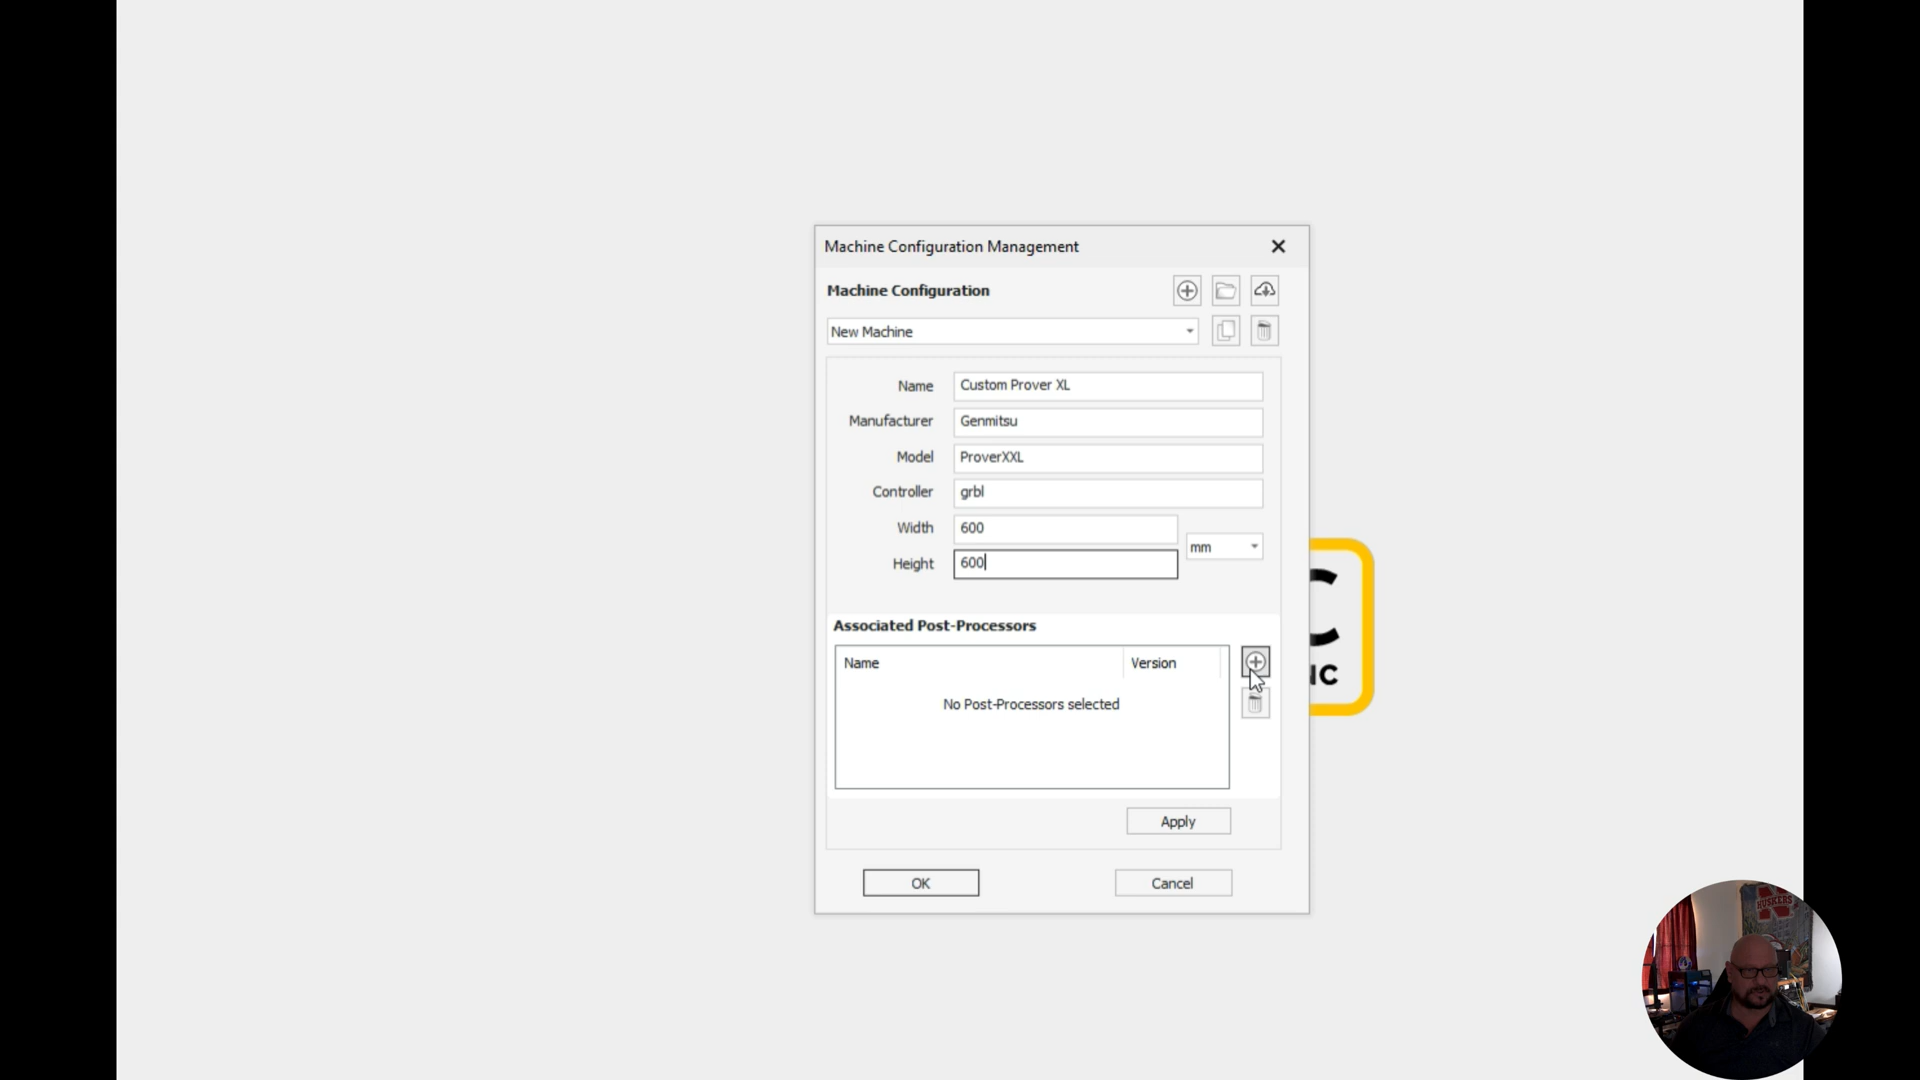 Machine Configuration Management
Machine Configuration
New Machine
Name Custom Prover XL
Manufacturer Genmitsu
Model ProverXXL
Controller grbl
Width 600
mm
Height 600
Associated Post-Processors
Name Version
No Post-Processors selected
Apply
OK Cancel
HUSKERS